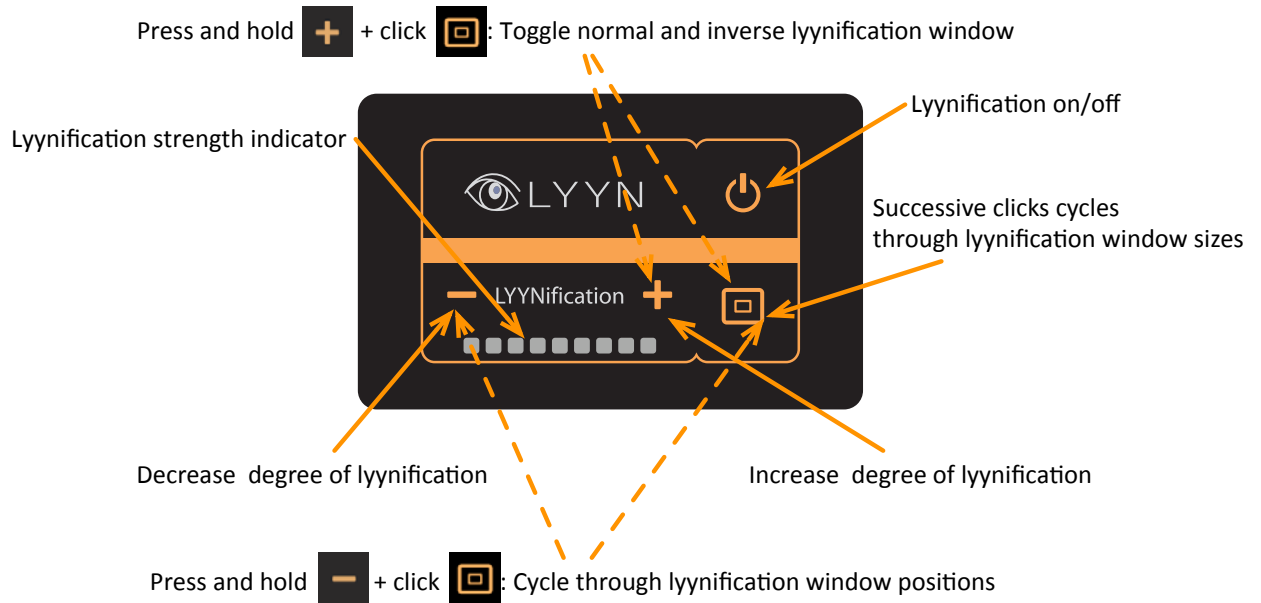 Press and hold + + click : Toggle normal and inverse lyynification window
Lyynification on/off
Lyynification strength indicator
LYYN
Successive clicks cycles
through lyynification window sizes
− LYYNification +
Decrease degree of lyynification
Increase degree of lyynification
Press and hold − + click : Cycle through lyynification window positions